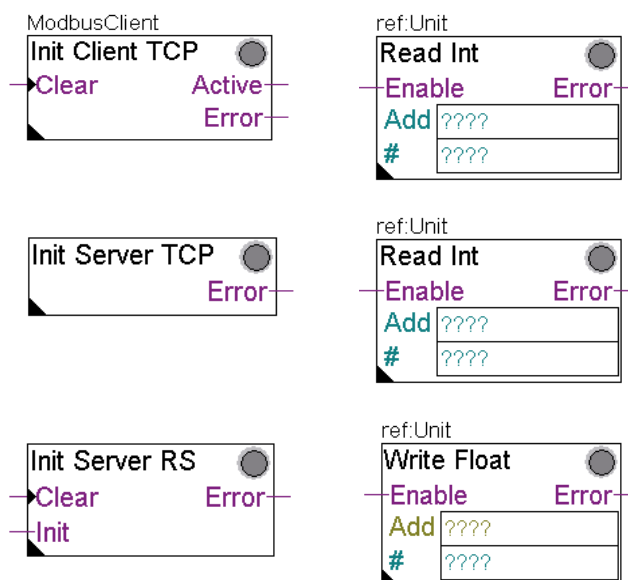 ModbusClient
Init Client TCP
Clear Active
Error
ref:Unit
Read Int
Enable Error
Add ????
# ????
Init Server TCP
Error
ref:Unit
Read Int
Enable Error
Add ????
# ????
Init Server RS
Clear Error
Init
ref:Unit
Write Float
Enable Error
Add ????
# ????